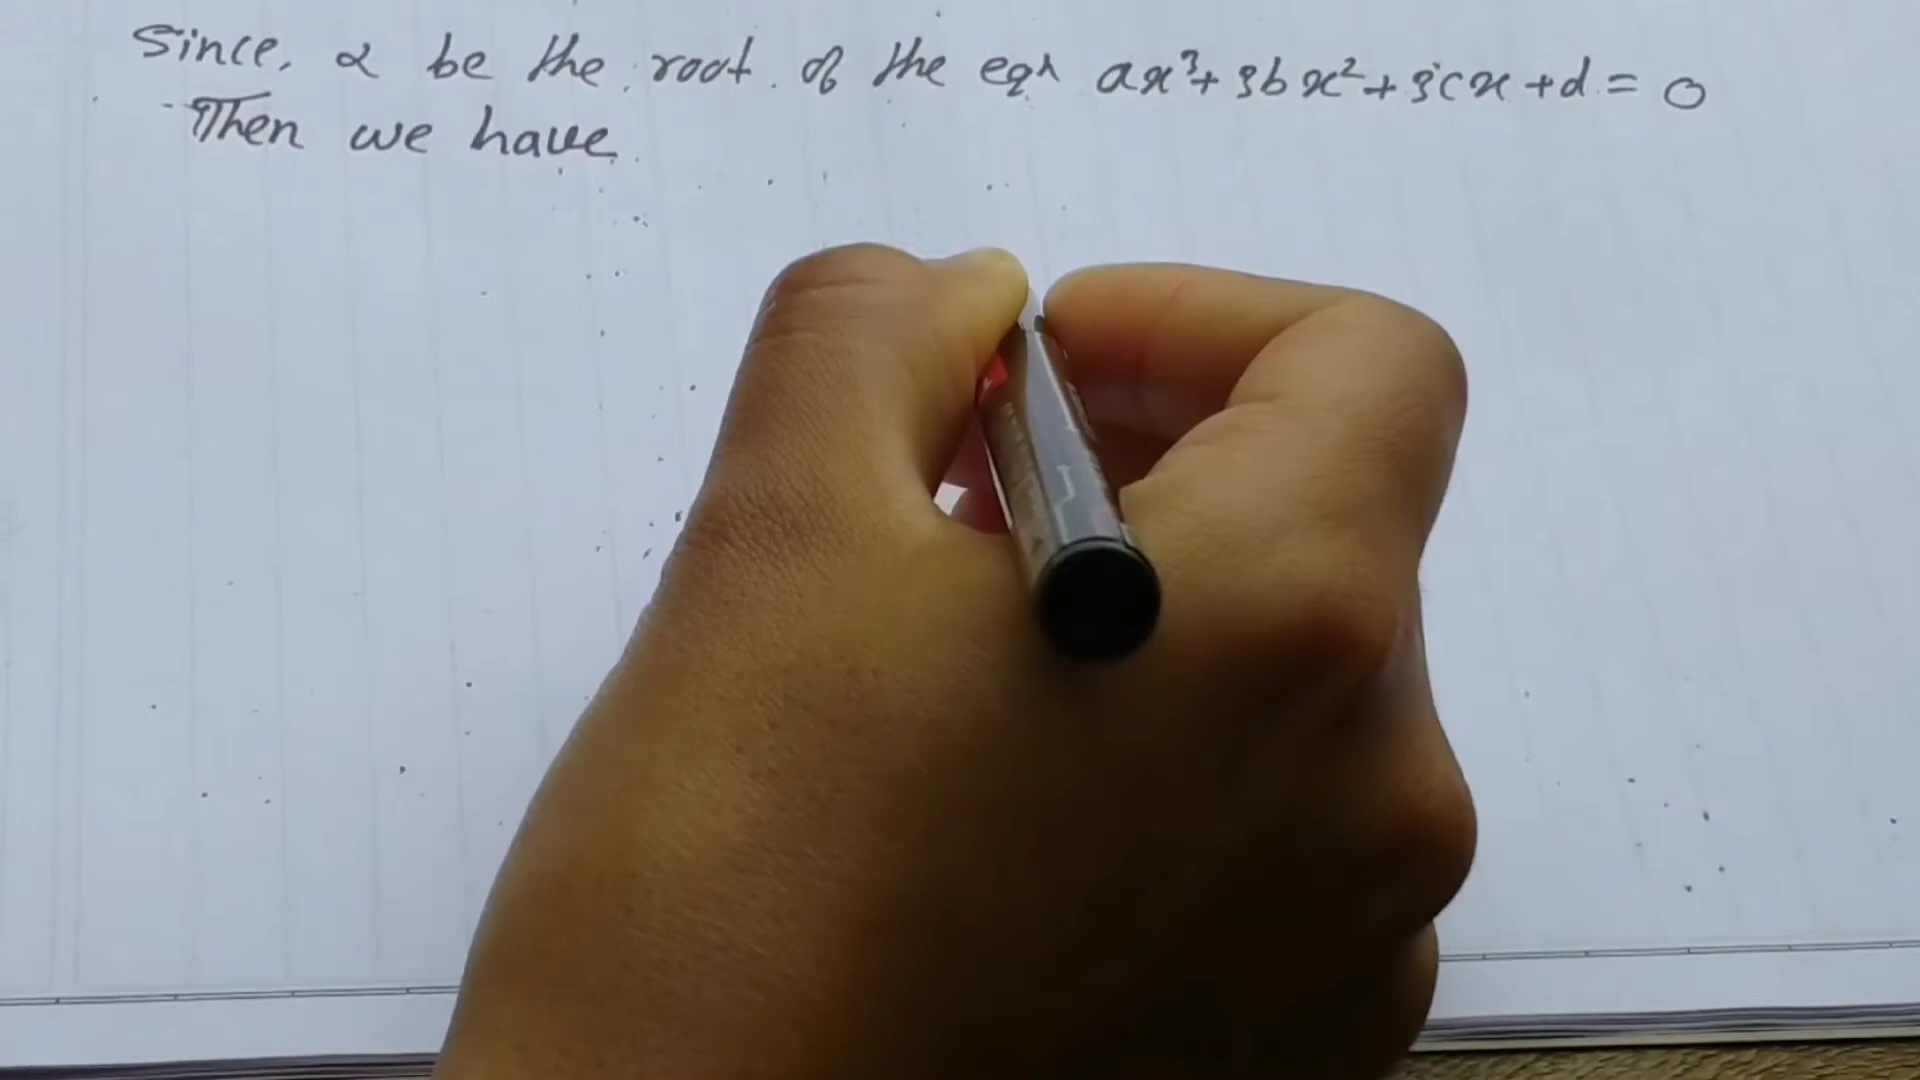 Since, α be the root of the eqn ax³+3bx²+3cx+d=0
Then we have